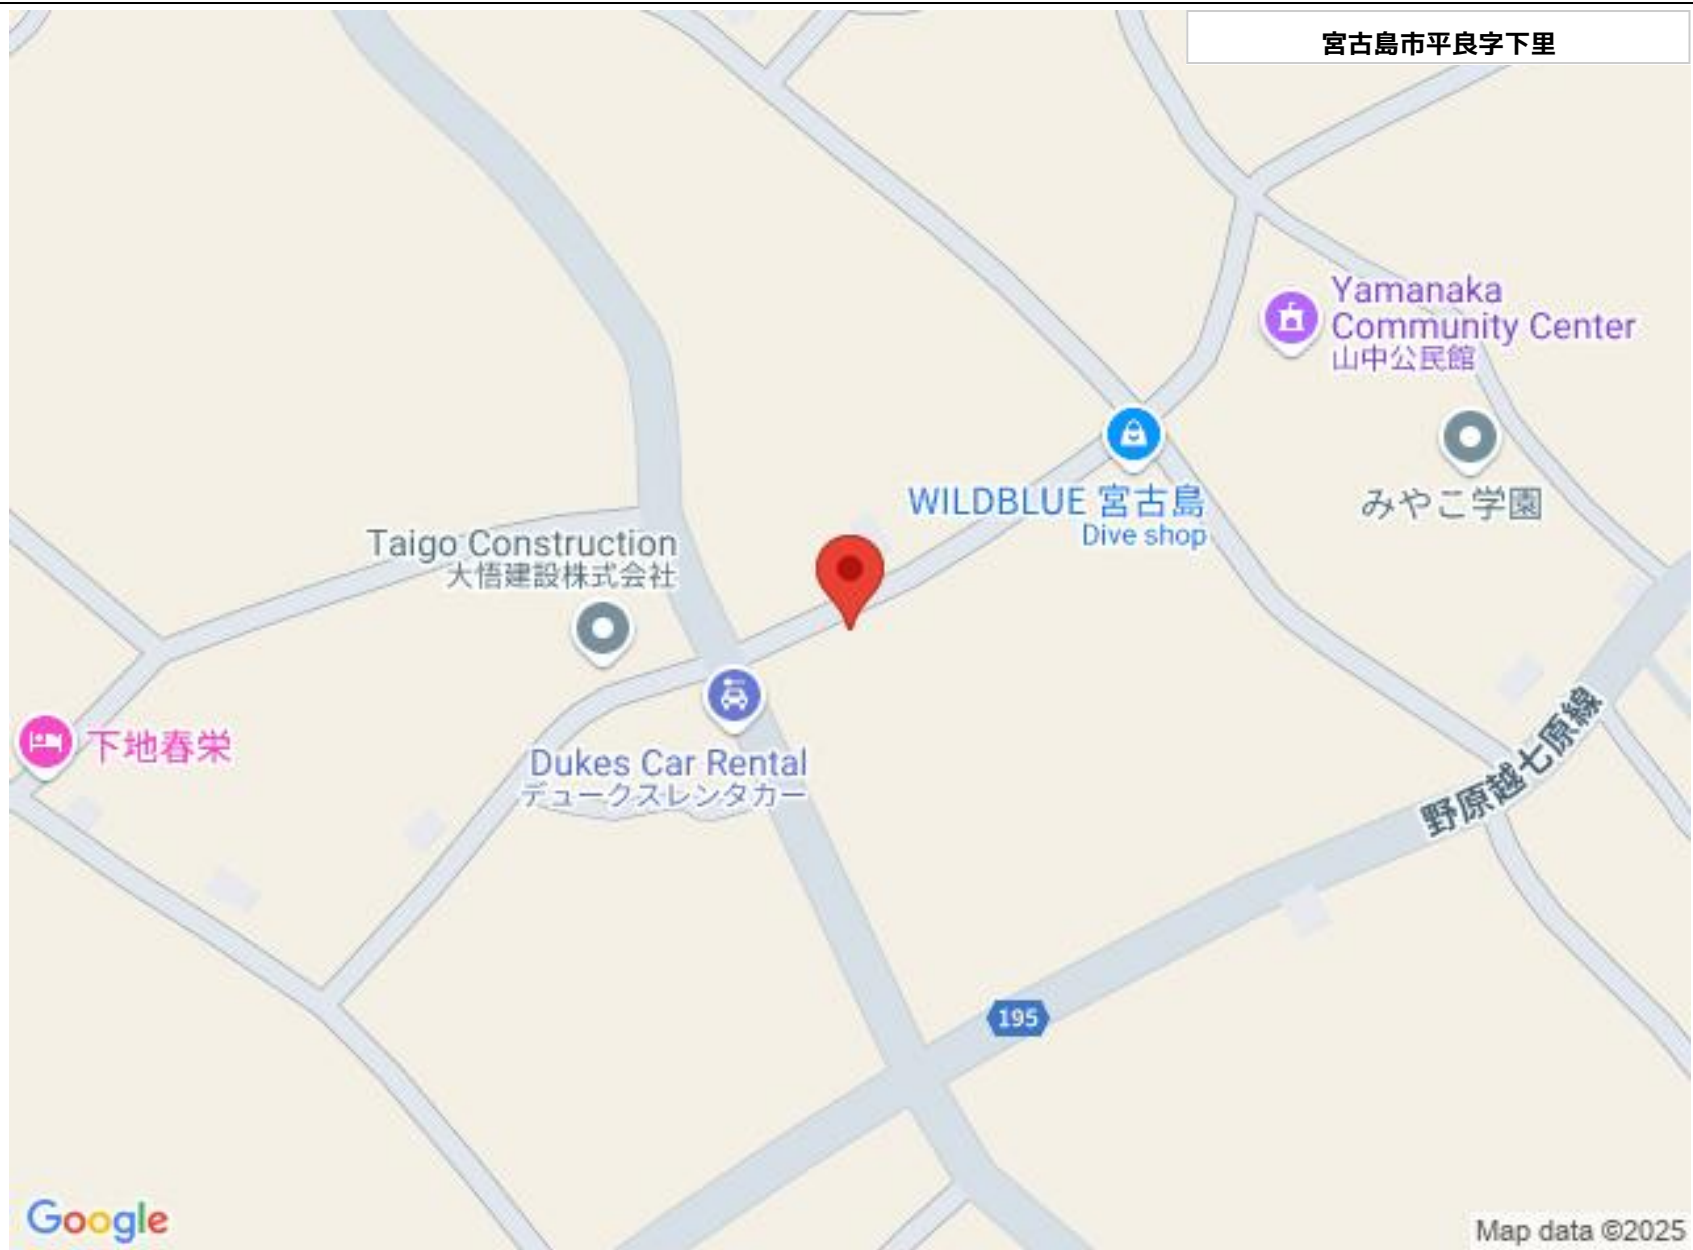 宮古島市平良字下里
Yamanaka
Community Center
山中公民館
みやこ学園
WILDBLUE 宮古島
Dive shop
Taigo Construction
大悟建設株式会社
下地春栄
Dukes Car Rental
デュークスレンタカー
野原越七原線
195
Google
Map data ©2025